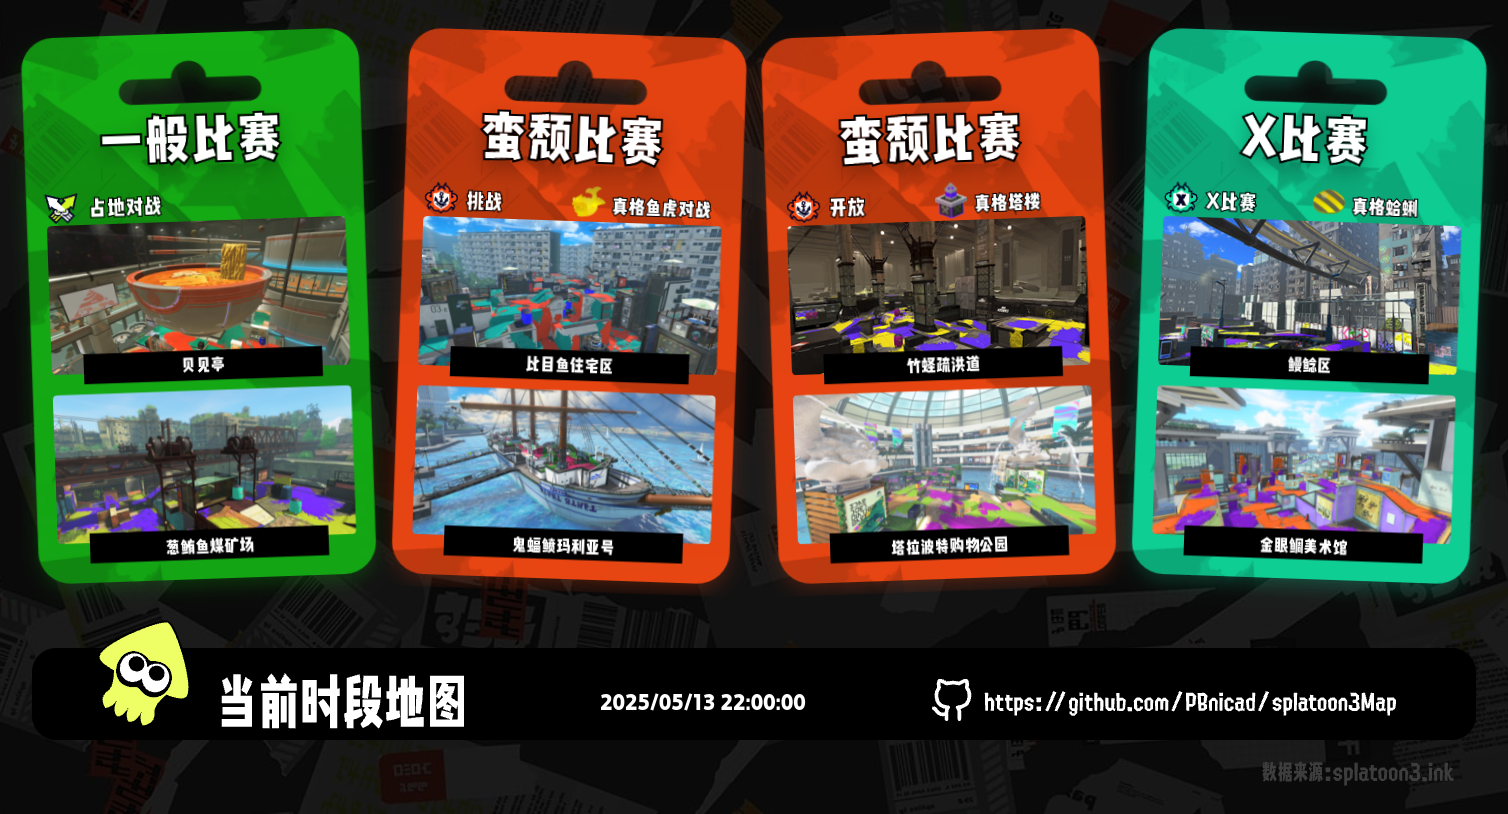 一般比赛
占地对战
贝贝亭
葱鲔鱼煤矿场
蛮颓比赛
挑战
真格鱼虎对战
比目鱼住宅区
鬼蝠鲼玛利亚号
蛮颓比赛
开放
真格塔楼
竹蛏疏洪道
塔拉波特购物公园
X比赛
X比赛
真格蛤蜊
鳗鲶区
金眼鲷美术馆
当前时段地图
2025/05/13 22:00:00
https://github.com/PBnicad/splatoon3Map
数据来源:splatoon3.ink